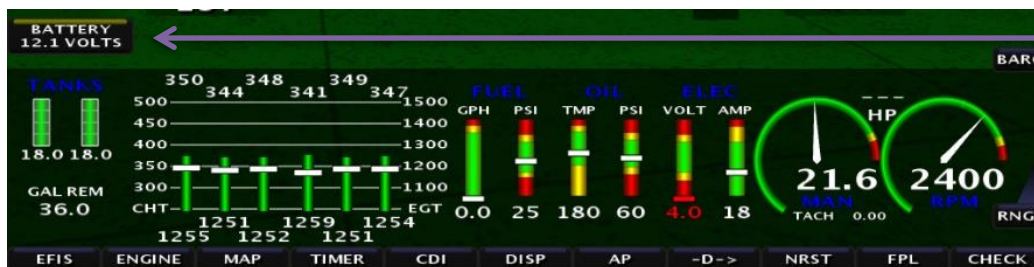 BATTERY
12.1 VOLTS
BARO
TANKS
18.0 18.0
GAL REM
36.0
350 344 348 341 349 347
500 1500
450 1400
400 1300
350 1200
300 1100
CHT EGT
1255 1251 1252 1259 1251 1254
FUEL OIL ELEC
GPH PSI TMP PSI VOLT AMP
0.0 25 180 60 4.0 18
--- HP
21.6 2400
MAN RPM
TACH 0.00
RNG
EFIS ENGINE MAP TIMER CDI DISP AP -D-> NRST FPL CHECK